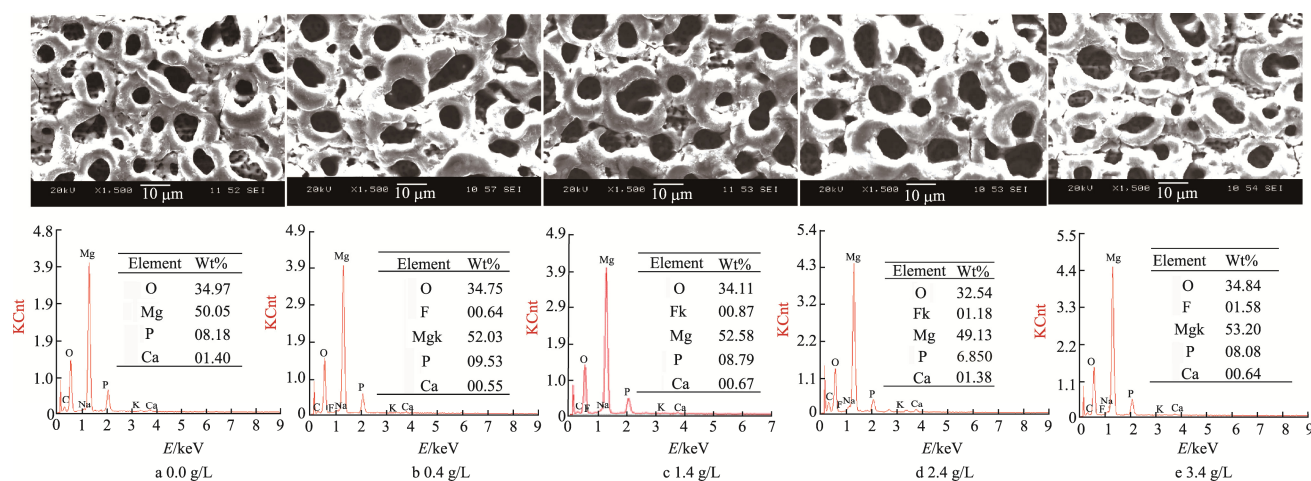 20kV X1,500 10 μm 11 52 SEI
20kV X1,500 10 μm 10 57 SEI
20kV X1,500 10 μm 11 53 SEI
20kV X1,500 10 μm 10 53 SEI
20kV X1,500 10 μm 10 54 SEI
4.8
3.9
1.9
1.9
1.0
KCnt
Mg
O
C
Na
P
K
Ca
Element Wt%
O 34.97
Mg 50.05
P 08.18
Ca 01.40
0 1 2 3 4 5 6 7 8 9
E/keV
a 0.0 g/L
4.9
3.9
2.9
1.9
1.0
KCnt
Mg
O
C
F
Na
P
K
Ca
Element Wt%
O 34.75
F 00.64
Mgk 52.03
P 09.53
Ca 00.55
0 1 2 3 4 5 6 7 8 9
E/keV
b 0.4 g/L
4.9
3.9
2.9
1.9
1.0
KCnt
Mg
O
C
F
Na
P
K
Ca
Element Wt%
O 34.11
Fk 00.87
Mg 52.58
P 08.79
Ca 00.67
0 1 2 3 4 5 6 7 8 9
E/keV
c 1.4 g/L
5.4
4.3
3.2
2.1
1.1
KCnt
Mg
O
C
F
Na
P
K
Ca
Element Wt%
O 32.54
Fk 01.18
Mg 49.13
P 6.850
Ca 01.38
0 1 2 3 4 5 6 7 8 9
E/keV
d 2.4 g/L
5.5
4.4
3.3
2.2
1.1
KCnt
Mg
O
C
F
Na
P
K
Ca
Element Wt%
O 34.84
F 01.58
Mgk 53.20
P 08.08
Ca 00.64
0 1 2 3 4 5 6 7 8 9
E/keV
e 3.4 g/L